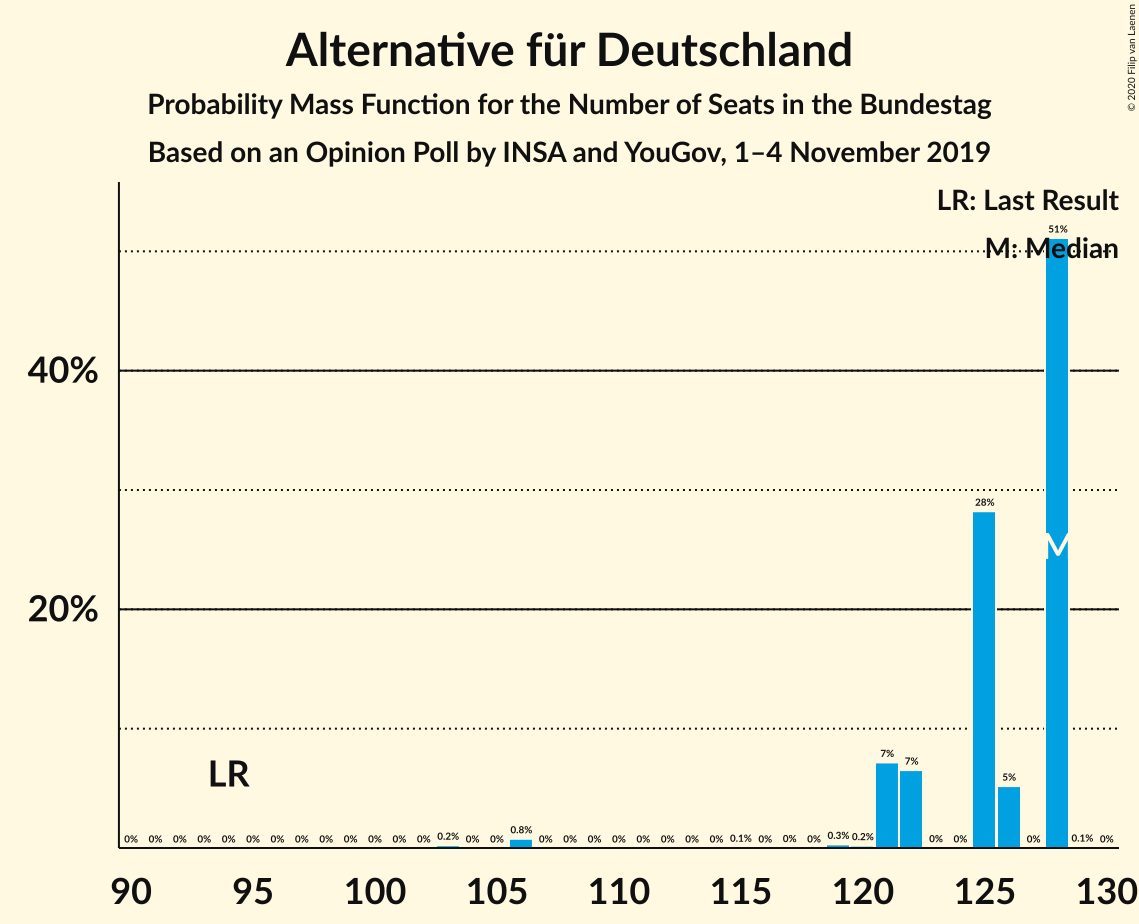 Alternative für Deutschland
Probability Mass Function for the Number of Seats in the Bundestag
Based on an Opinion Poll by INSA and YouGov, 1–4 November 2019
© 2020 Filip van Laenen
LR: Last Result
M: Median
40%
20%
LR
M
0% 0% 0% 0% 0% 0% 0% 0% 0% 0% 0% 0% 0% 0.2% 0% 0% 0.8% 0% 0% 0% 0% 0% 0% 0% 0% 0.1% 0% 0% 0% 0.3% 0.2% 7% 7% 0% 0% 28% 5% 0% 51% 0.1% 0%
90 95 100 105 110 115 120 125 130